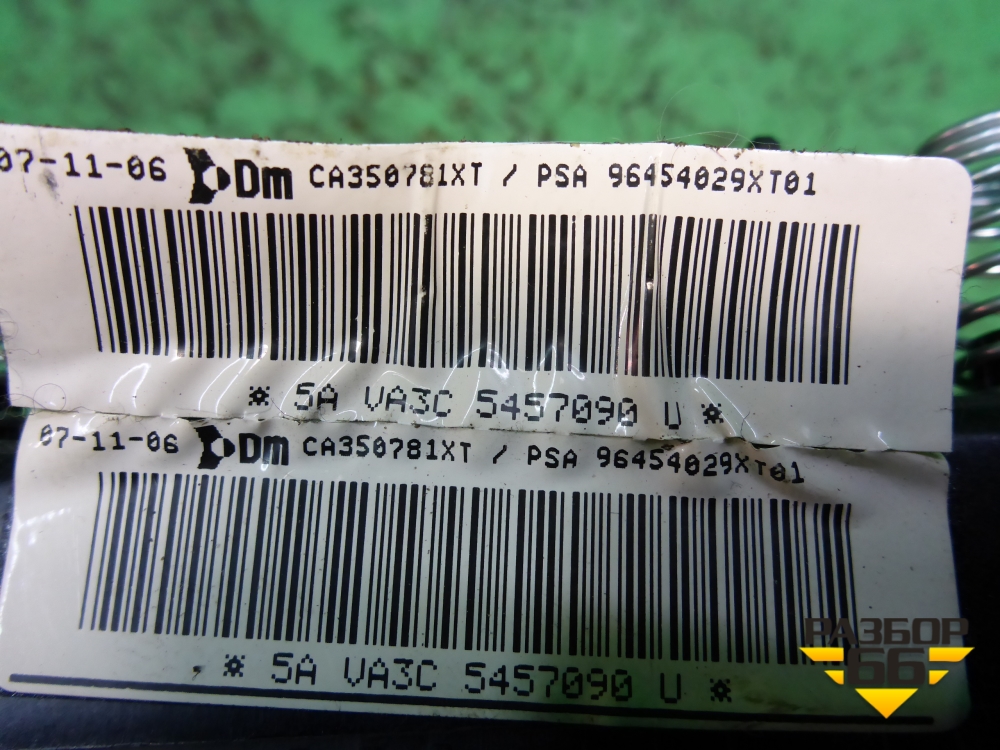 07-11-06 Dm CA350781XT / PSA 96454029XT01
* 5A VA3C 5457090 U *
07-11-06 Dm CA350781XT / PSA 96454029XT01
* 5A VA3C 5457090 U *
РАЗБОР
66